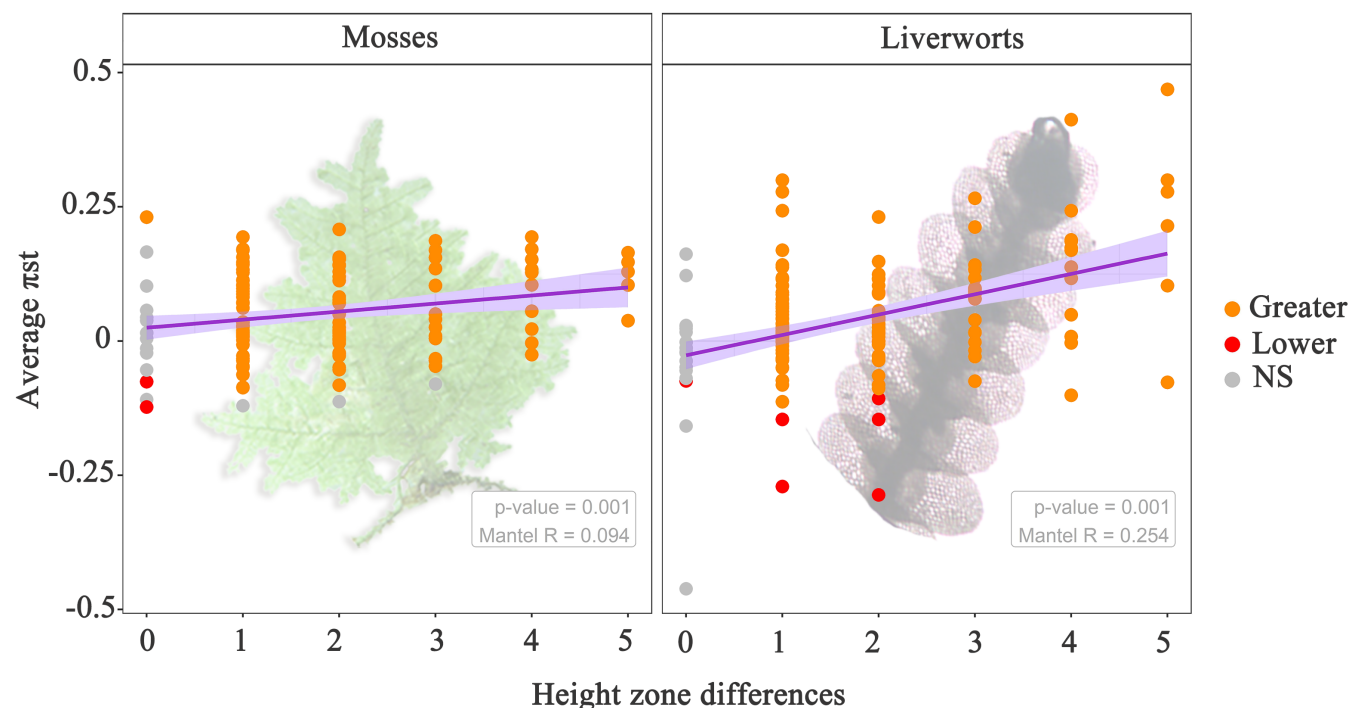 Mosses
Liverworts
Average πst
0.5
0.25
0
-0.25
-0.5
p-value = 0.001
Mantel R = 0.094
p-value = 0.001
Mantel R = 0.254
Greater
Lower
NS
0 1 2 3 4 5
0 1 2 3 4 5
Height zone differences